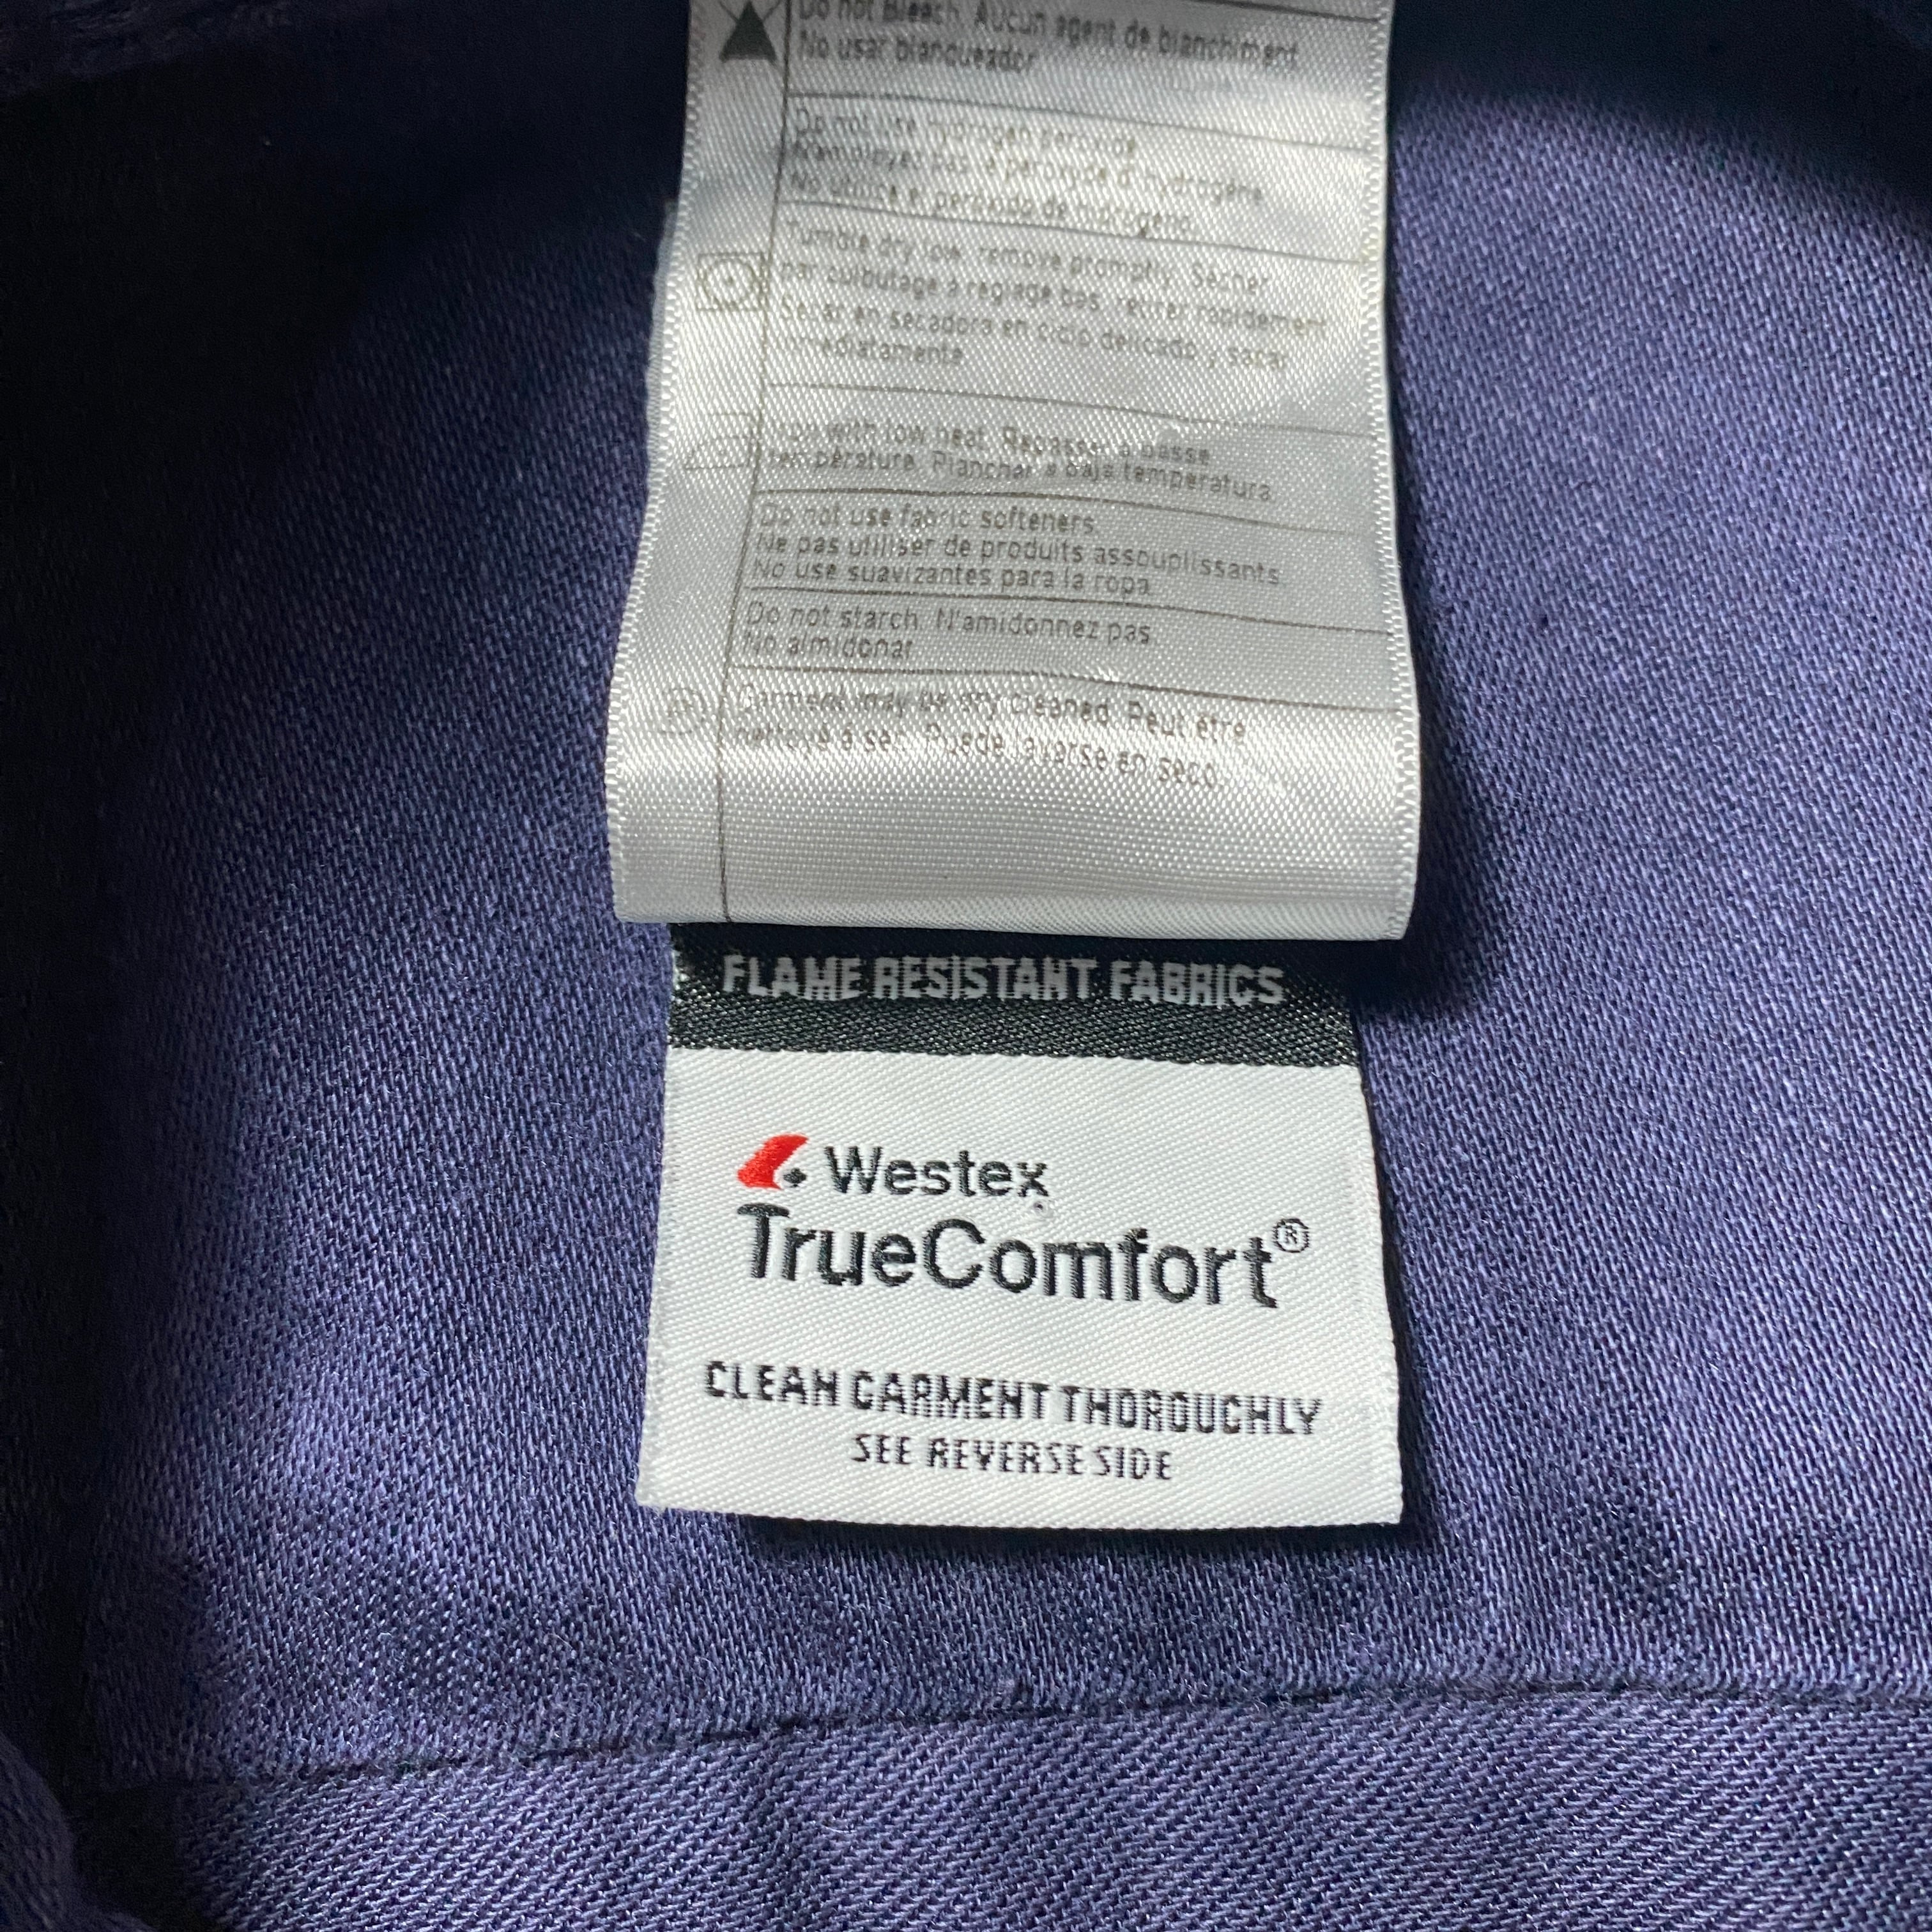 Do not Bleach. Aucun agent de blanchiment.
No usar blanqueador
Do not use hydrogen peroxide.
N'employez pas le peroxyde d'hydrogène.
No utilice el peróxido de hidrógeno.
Tumble dry low, remove promptly. Sécher
par culbutage à réglage bas, retirer rapidement
Secar en secadora en ciclo delicado y sacar
inmediatamente
Iron with low heat. Repasser à basse
température. Planchar a baja temperatura.
Do not use fabric softeners.
Ne pas utiliser de produits assouplissants.
No use suavizantes para la ropa.
Do not starch. N'amidonnez pas.
No almidonar
Garment may be dry cleaned. Peut être
nettoyé à sec. Puede lavarse en seco.
FLAME RESISTANT FABRICS
Westex
TrueComfort®
CLEAN GARMENT THOROUGHLY
SEE REVERSE SIDE